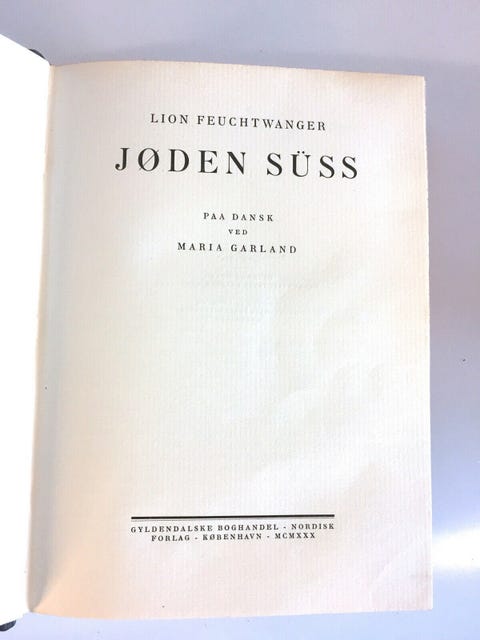 LION FEUCHTWANGER
JØDEN SÜSS
PAA DANSK
VED
MARIA GARLAND
GYLDENDALSKE BOGHANDEL - NORDISK
FORLAG - KØBENHAVN - MCMXXX